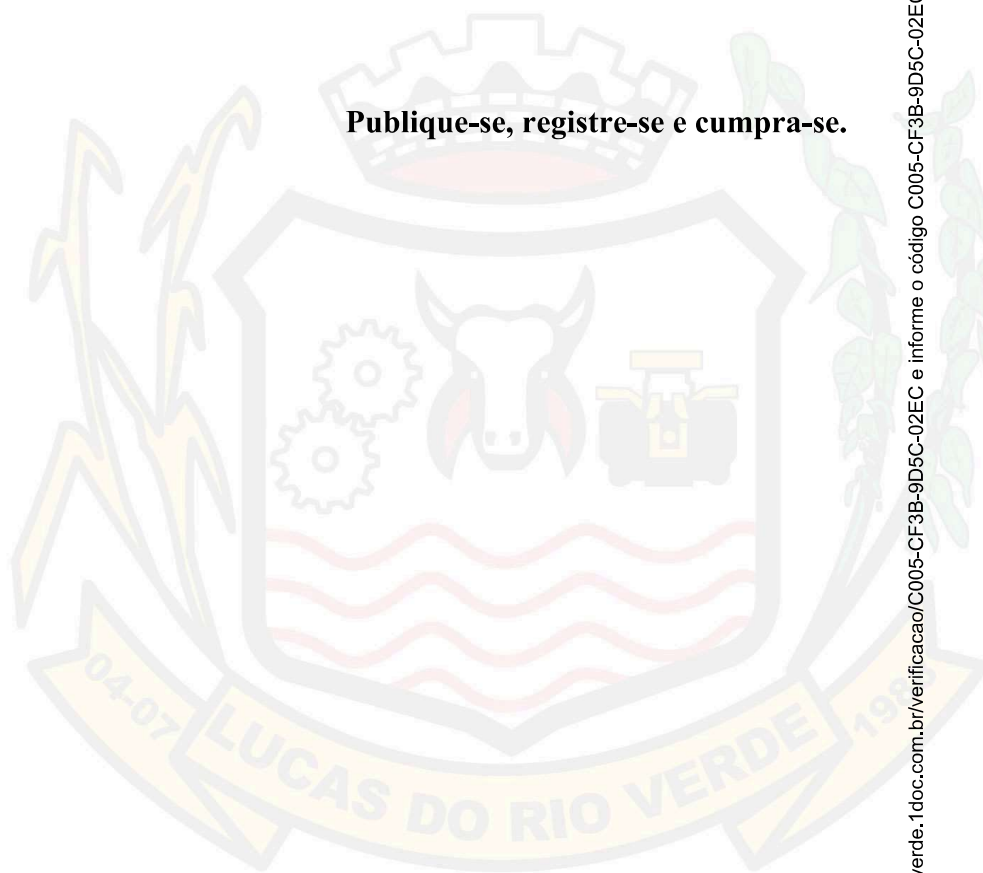 Publique-se, registre-se e cumpra-se.
04-07
LUCAS DO RIO VERDE
verde.1doc.com.br/verificacao/C005-CF3B-9D5C-02EC e informe o código C005-CF3B-9D5C-02EC